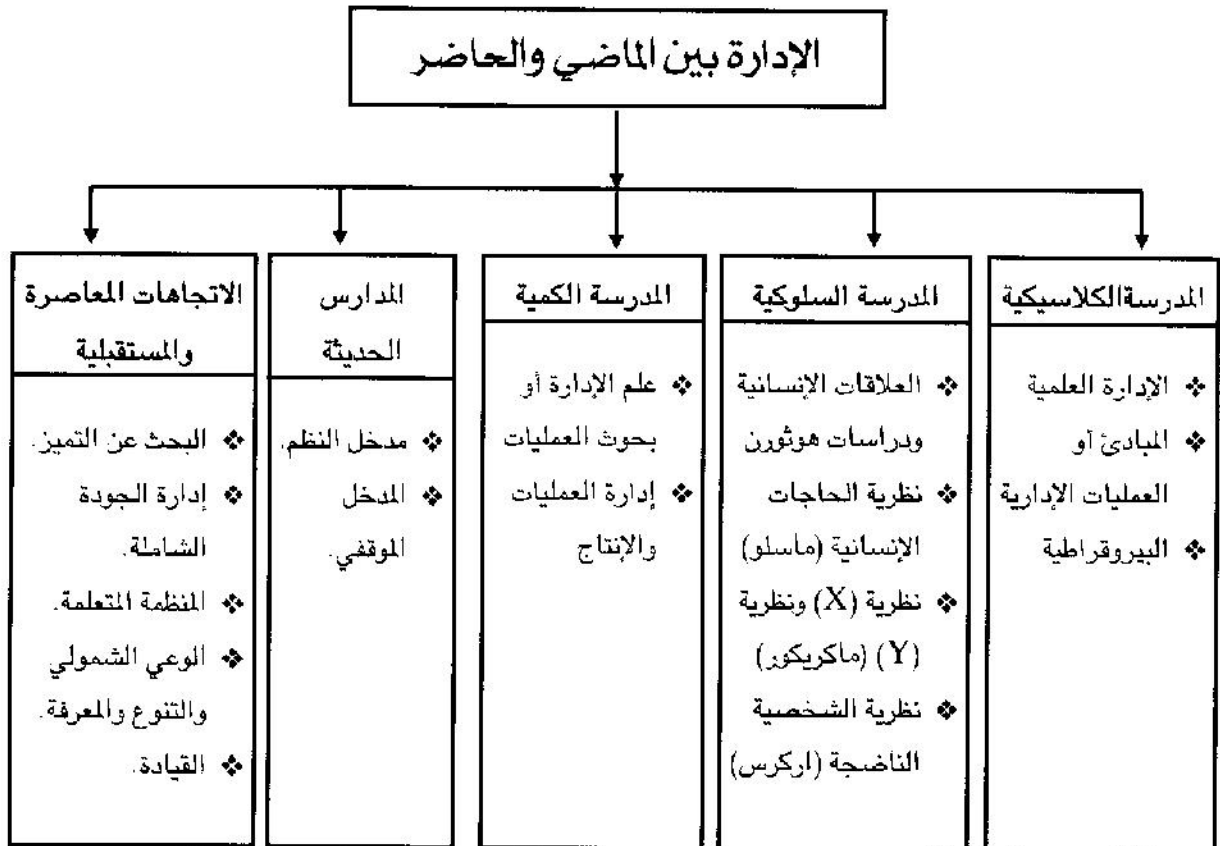 الإدارة بين الماضي والحاضر
المدرسة الكلاسيكية
❖ الإدارة العلمية
❖ المبادئ أو
العمليات الإدارية
❖ البيروقراطية
المدرسة السلوكية
❖ العلاقات الإنسانية
ودراسات هوثورن
❖ نظرية الحاجات
الإنسانية (ماسلو)
❖ نظرية (X) ونظرية
(Y) (ماكريكور)
❖ نظرية الشخصية
الناضجة (اركرس)
المدرسة الكمية
❖ علم الإدارة أو
بحوث العمليات
❖ إدارة العمليات
والإنتاج
المدارس
الحديثة
❖ مدخل النظم.
❖ المدخل
الموقفي.
الاتجاهات المعاصرة
والمستقبلية
❖ البحث عن التميز.
❖ إدارة الجودة
الشاملة.
❖ المنظمة المتعلمة.
❖ الوعي الشمولي
والتنوع والمعرفة.
❖ القيادة.